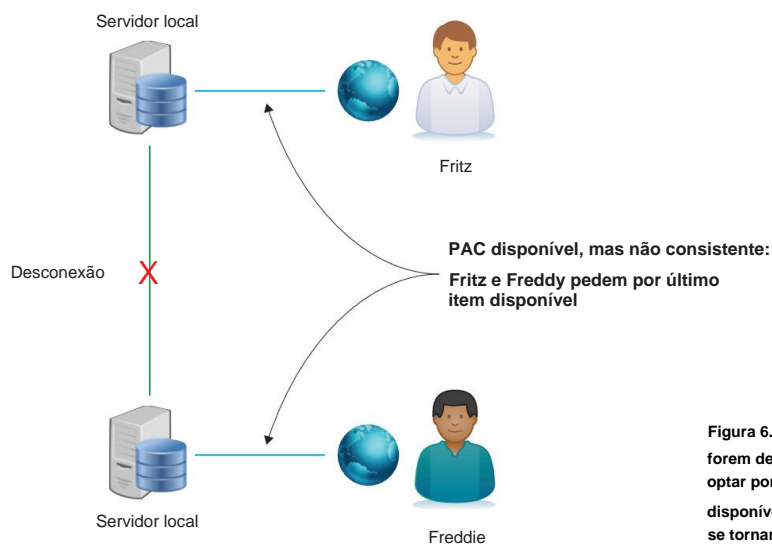 Servidor local
Fritz
Desconexão
X
PAC disponível, mas não consistente:
Fritz e Freddy pedem por último
item disponível
Servidor local
Freddie
Figura 6.
forem de
optar por
disponíve
se tornar